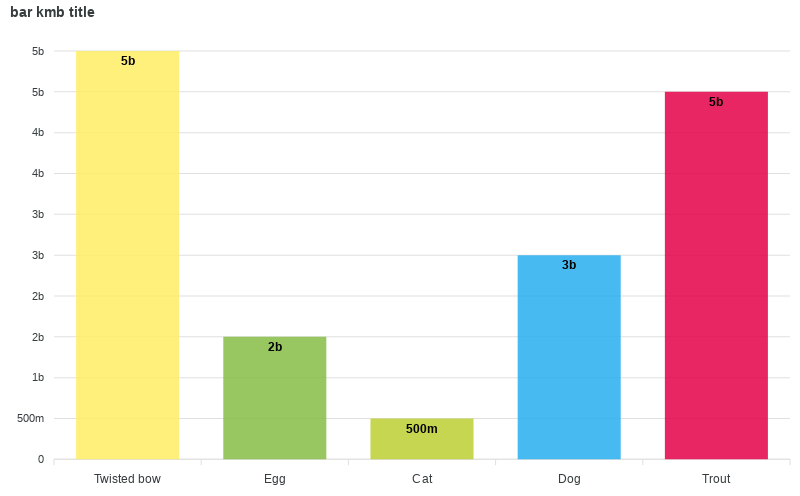 bar kmb title
5b
5b
4b
4b
3b
3b
2b
2b
1b
500m
0
5b
2b
500m
3b
5b
Twisted bow
Egg
Cat
Dog
Trout